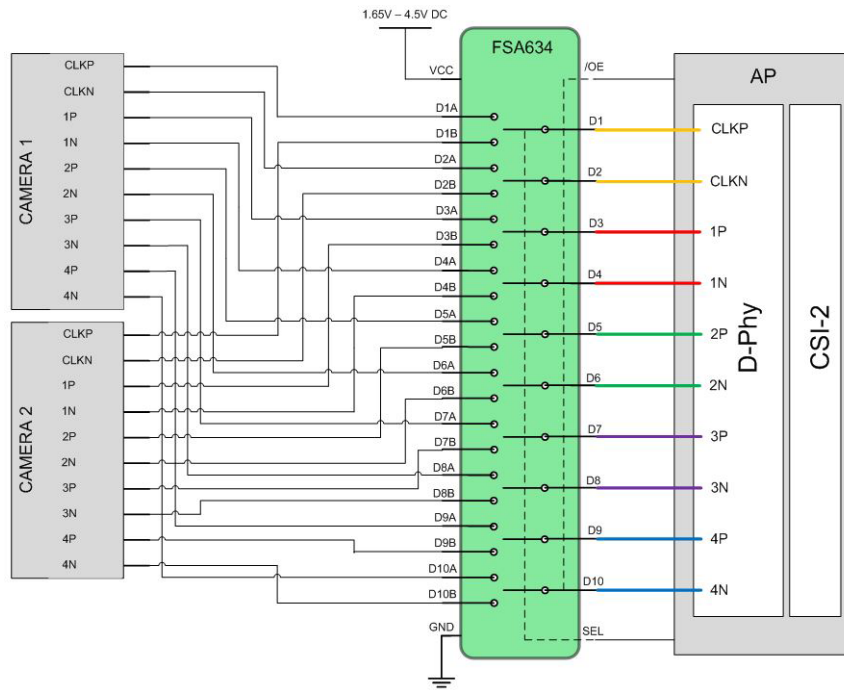 1.65V – 4.5V DC
FSA634
VCC
/OE
AP
CAMERA 1
CLKP
CLKN
1P
1N
2P
2N
3P
3N
4P
4N
CAMERA 2
CLKP
CLKN
1P
1N
2P
2N
3P
3N
4P
4N
D1A
D1B
D2A
D2B
D3A
D3B
D4A
D4B
D5A
D5B
D6A
D6B
D7A
D7B
D8A
D8B
D9A
D9B
D10A
D10B
GND
D1
D2
D3
D4
D5
D6
D7
D8
D9
D10
SEL
CLKP
CLKN
1P
1N
2P
2N
3P
3N
4P
4N
D-Phy
CSI-2